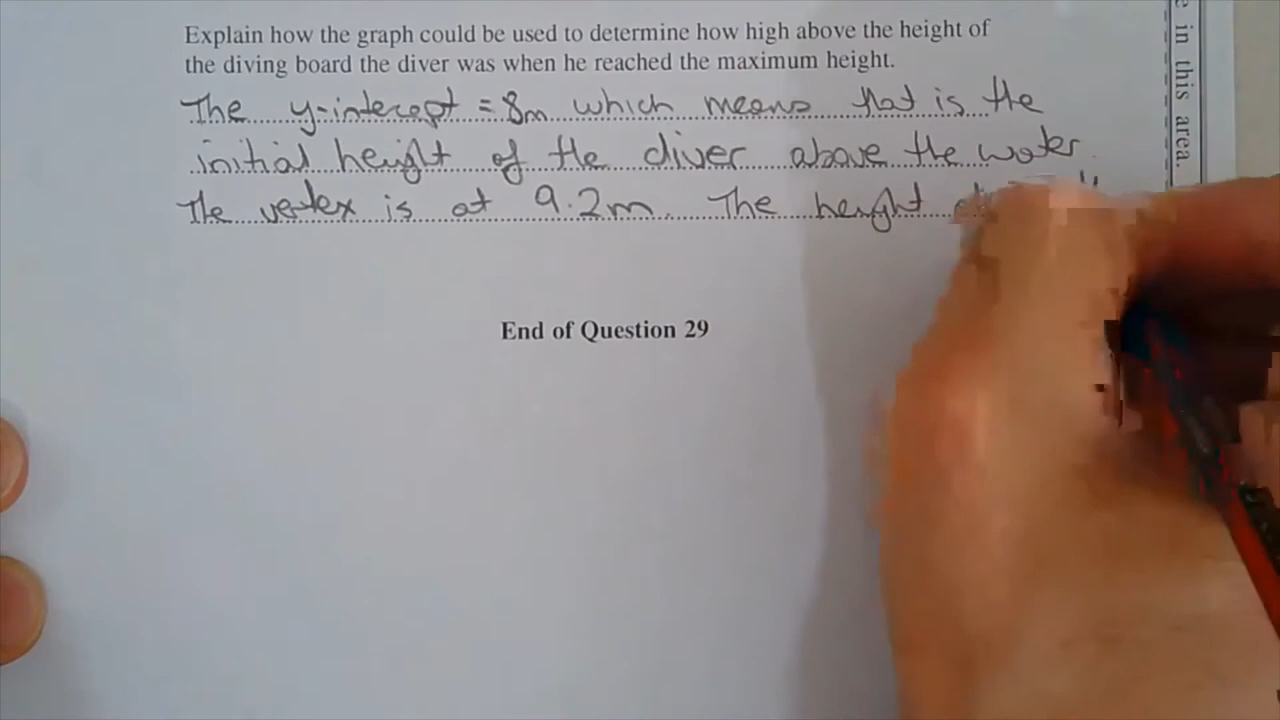 Explain how the graph could be used to determine how high above the height of
the diving board the diver was when he reached the maximum height.
The y-intercept = 8m which means that is the
initial height of the diver above the water.
The vertex is at 9.2m. The height
End of Question 29
in this area.